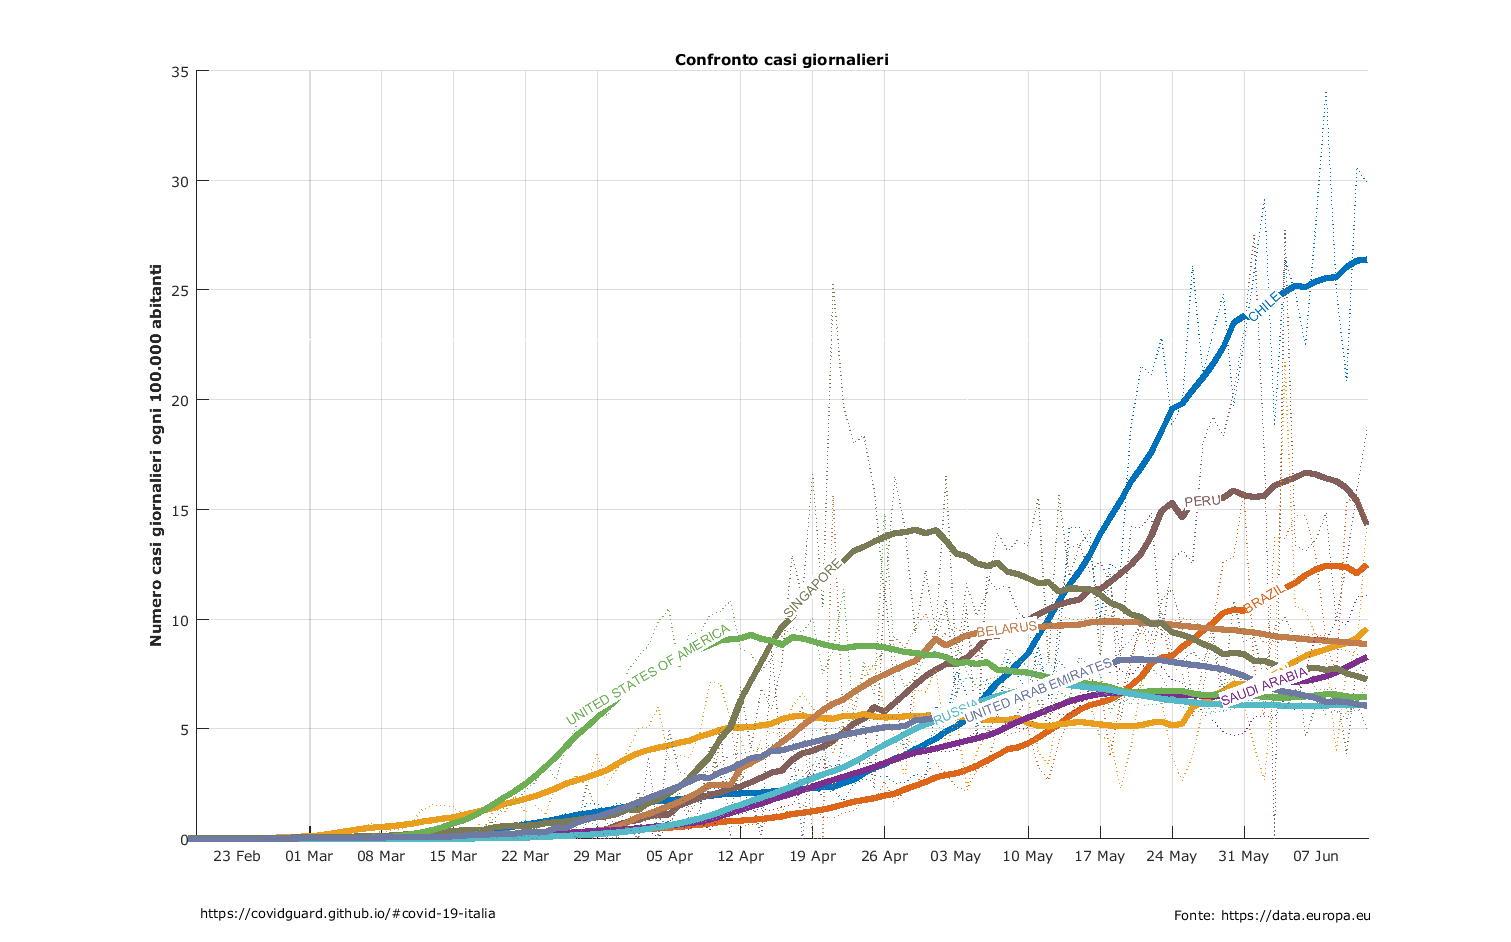 Confronto casi giornalieri
Numero casi giornalieri ogni 100.000 abitanti
35
30
25
20
15
10
5
0
CHILE
PERU
SINGAPORE
BRAZIL
BELARUS
UNITED STATES OF AMERICA
UNITED ARAB EMIRATES
SAUDI ARABIA
RUSSIA
23 Feb 01 Mar 08 Mar 15 Mar 22 Mar 29 Mar 05 Apr 12 Apr 19 Apr 26 Apr 03 May 10 May 17 May 24 May 31 May 07 Jun
https://covidguard.github.io/#covid-19-italia
Fonte: https://data.europa.eu